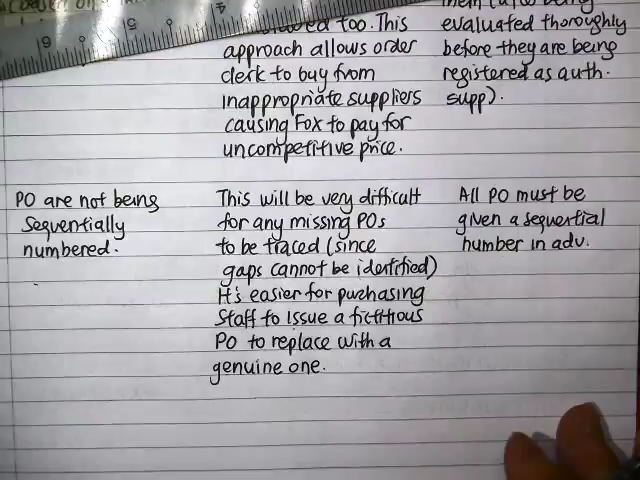 too. This
approach allows order
clerk to buy from
inappropriate suppliers
causing Fox to pay for
uncompetitive price.
evaluated thoroughly
before they are being
registered as auth.
supp).
PO are not being
sequentially
numbered.
This will be very difficult
for any missing POs
to be traced (since
gaps cannot be identified)
It's easier for puzchasing
staff to issue a fictitious
PO to replace with a
genuine one.
All PO must be
given a sequential
number in adv.